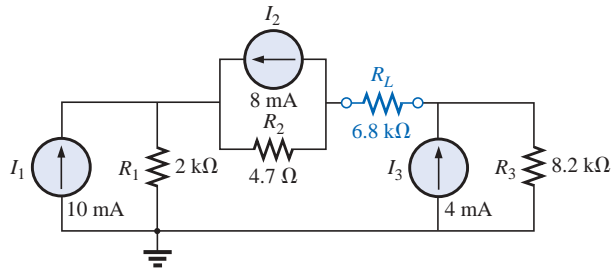 I2
8 mA
R2
4.7 Ω
RL
6.8 kΩ
I1
10 mA
R1
2 kΩ
I3
4 mA
R3
8.2 kΩ